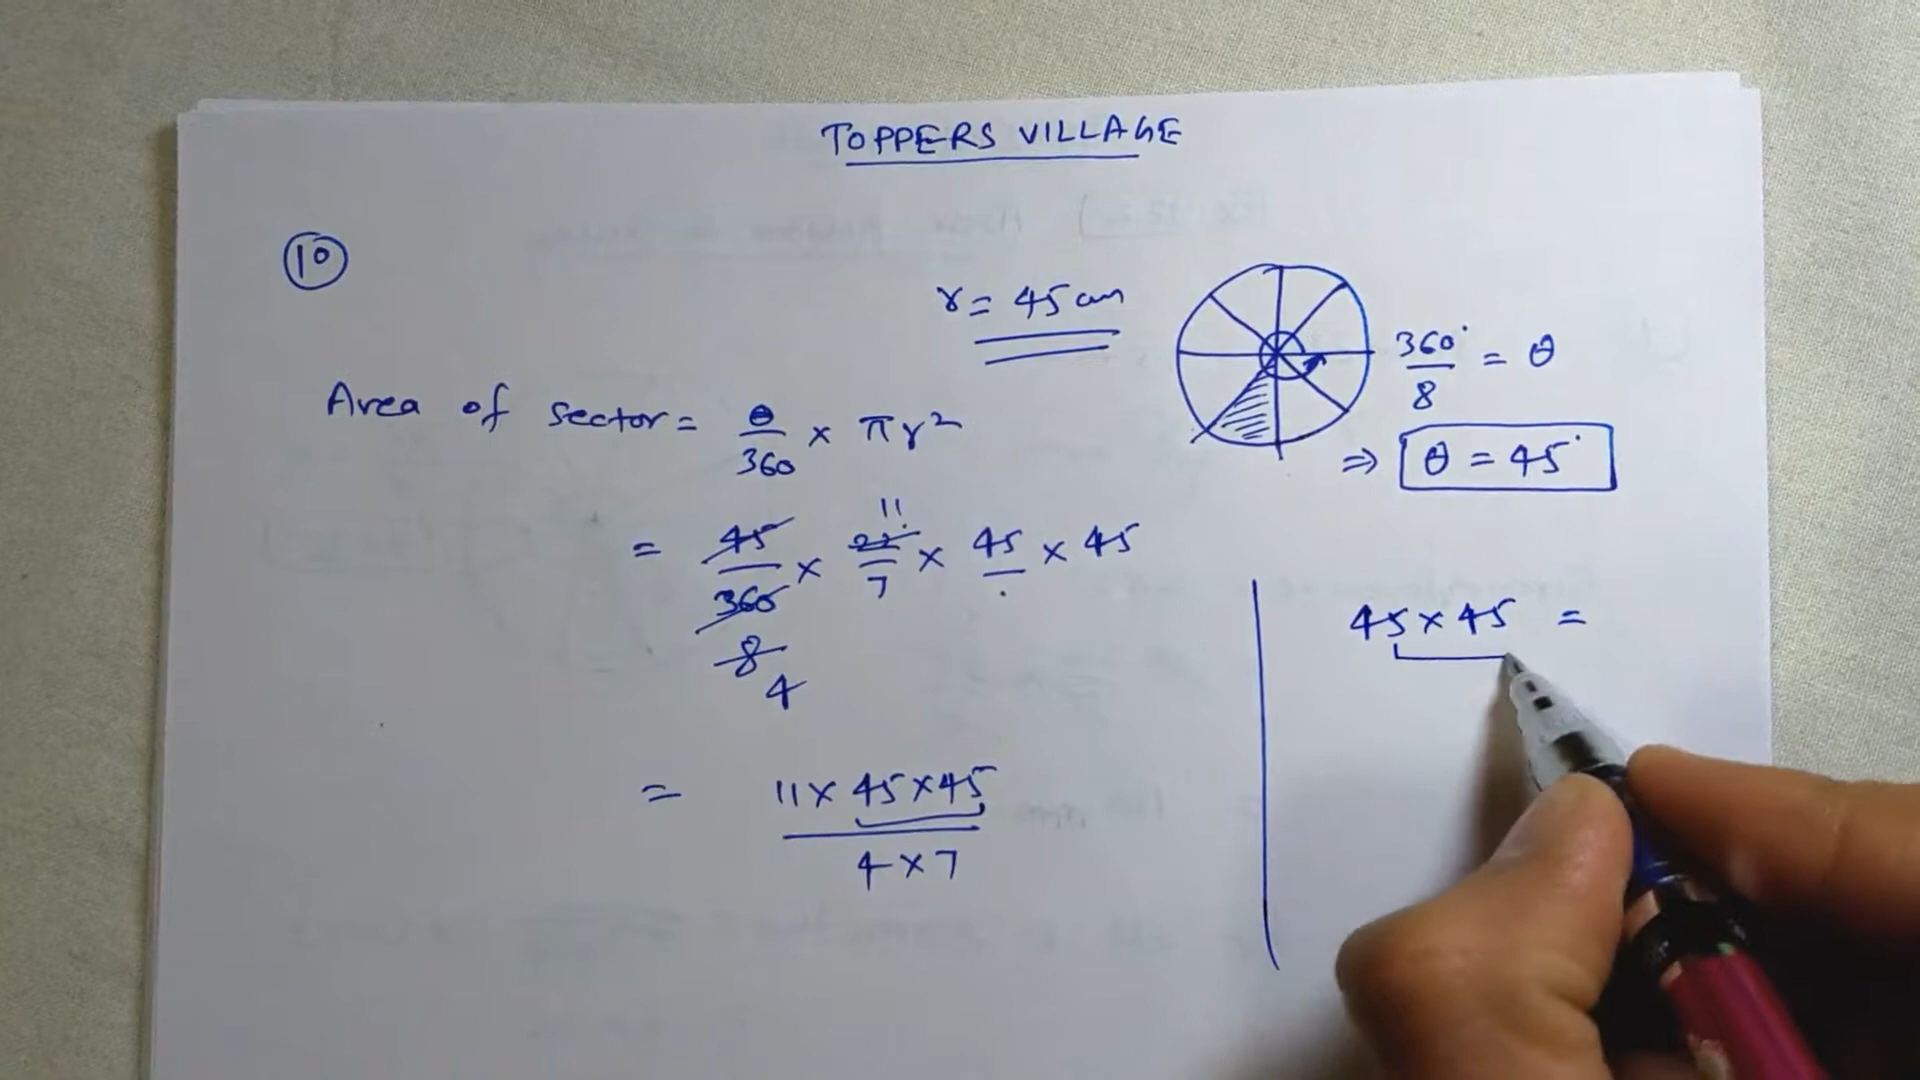 TOPPERS VILLAGE
10
r = 45 cm
360° / 8 = θ
⇒ θ = 45°
Area of sector = θ/360 × πr²
= 45/360 × 22/7 × 45 × 45
11
8
4
45 × 45 =
= 11 × 45 × 45 / 4 × 7